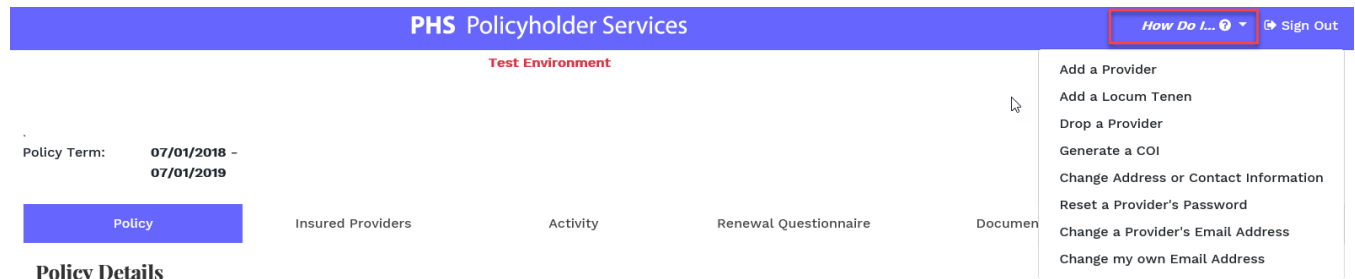 PHS Policyholder Services
How Do I... ?
Sign Out
Test Environment
Add a Provider
Add a Locum Tenen
Drop a Provider
Generate a COI
Change Address or Contact Information
Reset a Provider's Password
Change a Provider's Email Address
Change my own Email Address
.
Policy Term: 07/01/2018 -
07/01/2019
Policy Insured Providers Activity Renewal Questionnaire Documen
Policy Details